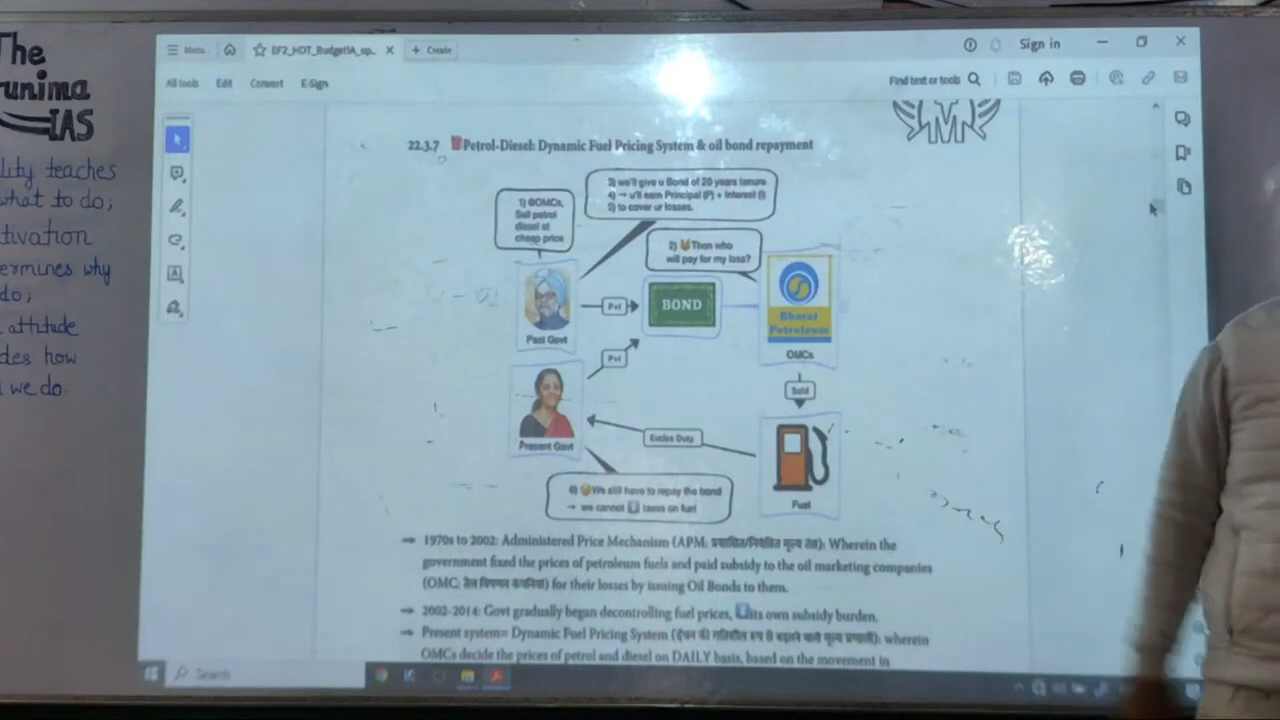 The
unima
IAS
lity teaches
what to do;
tivation
ermines why
do;
attitude
des how
we do.
Menu
EF2_HDT_Budget
+ Create
Sign in
All tools Edit Convert E-Sign
Find text or tools
22.3.7 Petrol-Diesel: Dynamic Fuel Pricing System & oil bond repayment
3) we'll give u Bond of 20 years tenure
4) → u'll earn Principal (P) + Interest (I)
5) to cover ur losses.
1) @OMCs,
Sell petrol
diesel at
cheap price
2) Then who
will pay for my loss?
P+I
BOND
Bharat
Petroleum
Past Govt
OMCs
P+I
Sold
Excise Duty
Present Govt
6) We still have to repay the bond
→ we cannot taxes on fuel
Fuel
→ 1970s to 2002: Administered Price Mechanism (APM: प्रशासित/नियंत्रित मूल्य तंत्र): Wherein the
government fixed the prices of petroleum fuels and paid subsidy to the oil marketing companies
(OMC: तेल विपणन कंपनियां) for their losses by issuing Oil Bonds to them.
→ 2002-2014: Govt gradually began decontrolling fuel prices, its own subsidy burden.
→ Present system= Dynamic Fuel Pricing System (ईंधन की गतिशील रूप से बदलने वाली मूल्य प्रणाली): wherein
OMCs decide the prices of petrol and diesel on DAILY basis, based on the movement in
Search